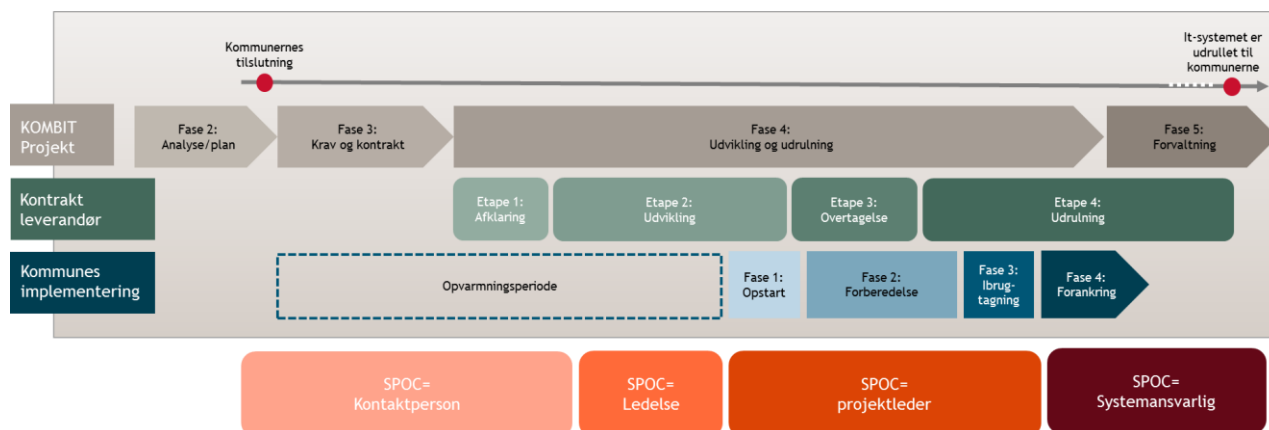 Kommunernes
tilslutning
It-systemet er
udrullet til
kommunerne
KOMBIT
Projekt
Fase 2:
Analyse/plan
Fase 3:
Krav og kontrakt
Fase 4:
Udvikling og udrulning
Fase 5:
Forvaltning
Kontrakt
leverandør
Etape 1:
Afklaring
Etape 2:
Udvikling
Etape 3:
Overtagelse
Etape 4:
Udrulning
Kommunes
implementering
Opvarmningsperiode
Fase 1:
Opstart
Fase 2:
Forberedelse
Fase 3:
Ibrug-
tagning
Fase 4:
Forankring
SPOC=
Kontaktperson
SPOC=
Ledelse
SPOC=
projektleder
SPOC=
Systemansvarlig